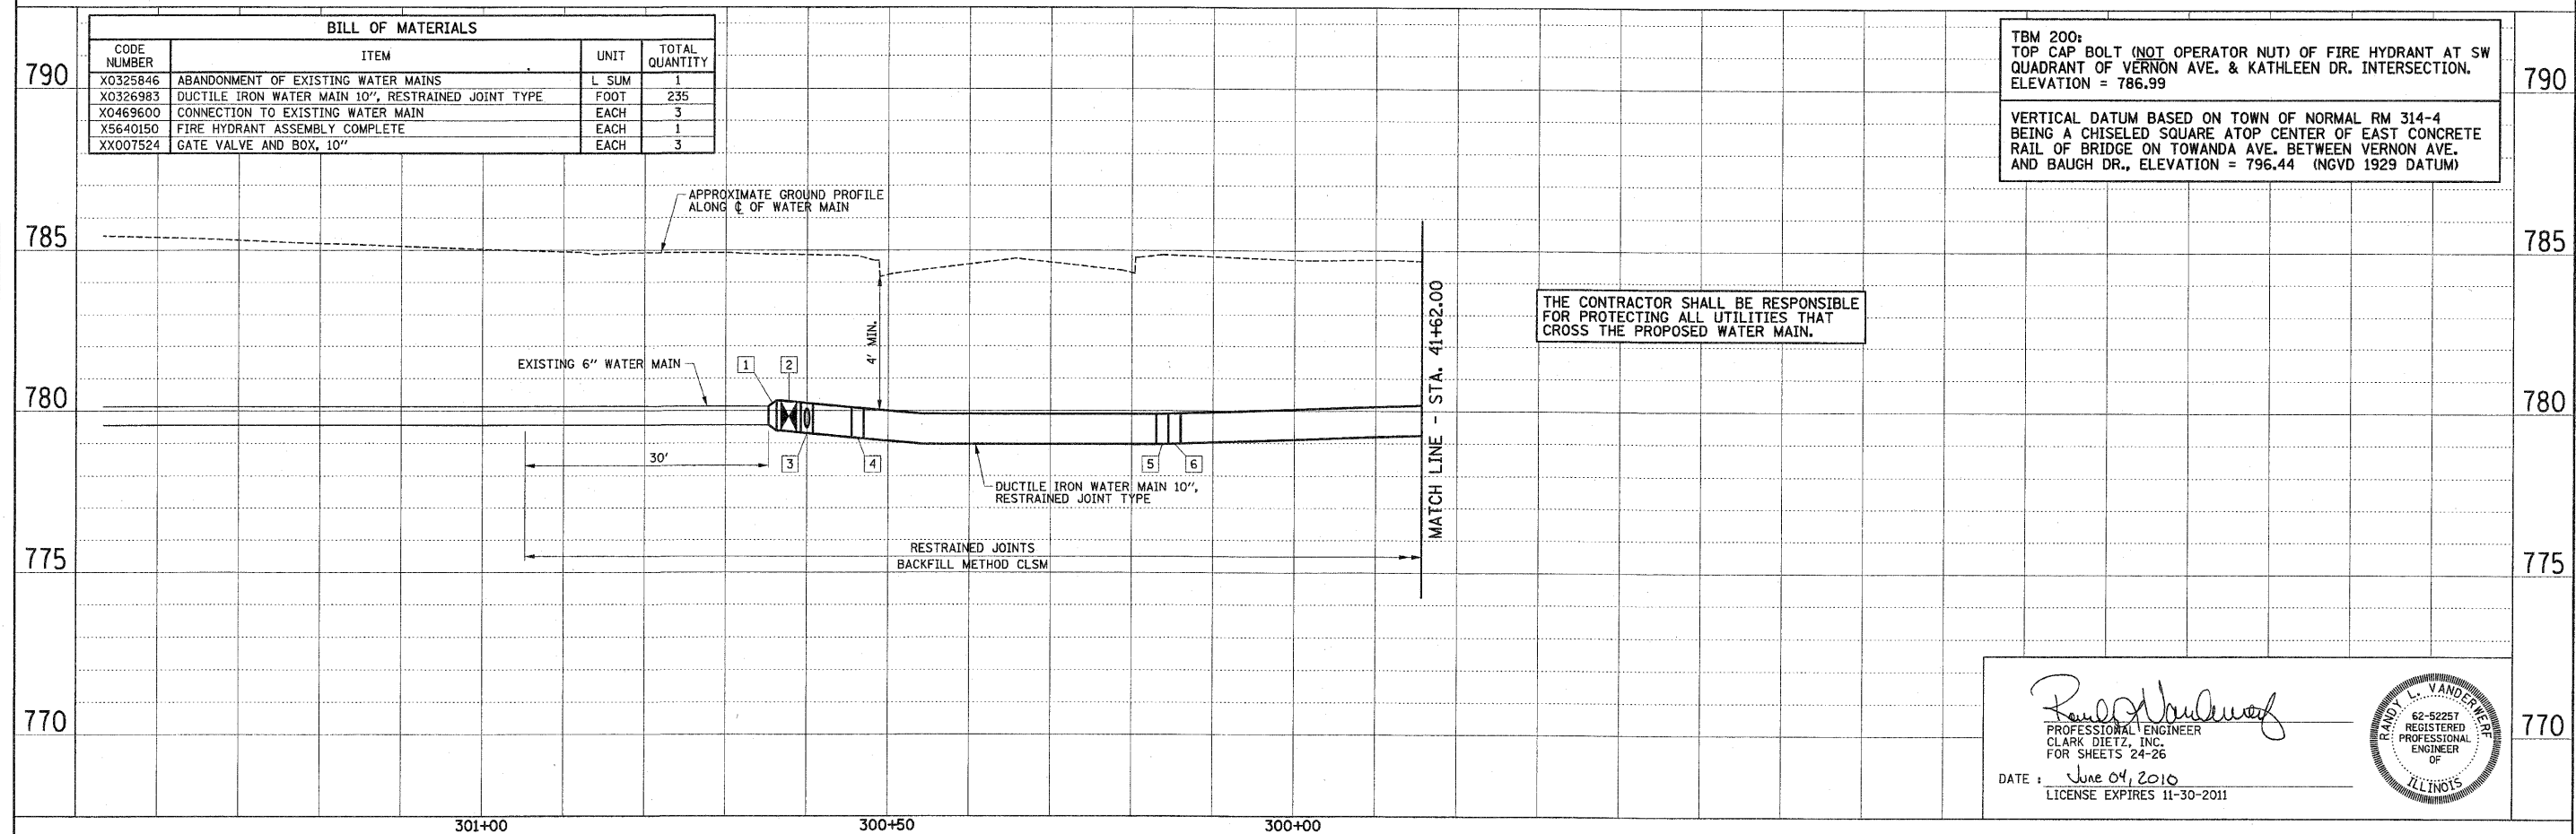 BILL OF MATERIALS
CODE NUMBER ITEM UNIT TOTAL QUANTITY
X0325846 ABANDONMENT OF EXISTING WATER MAINS L SUM 1
X0326983 DUCTILE IRON WATER MAIN 10", RESTRAINED JOINT TYPE FOOT 235
X0469600 CONNECTION TO EXISTING WATER MAIN EACH 3
X5640150 FIRE HYDRANT ASSEMBLY COMPLETE EACH 1
XX007524 GATE VALVE AND BOX, 10" EACH 3
TBM 200:
TOP CAP BOLT (NOT OPERATOR NUT) OF FIRE HYDRANT AT SW
QUADRANT OF VERNON AVE. & KATHLEEN DR. INTERSECTION.
ELEVATION = 786.99
VERTICAL DATUM BASED ON TOWN OF NORMAL RM 314-4
BEING A CHISELED SQUARE ATOP CENTER OF EAST CONCRETE
RAIL OF BRIDGE ON TOWANDA AVE. BETWEEN VERNON AVE.
AND BAUGH DR., ELEVATION = 796.44 (NGVD 1929 DATUM)
790
790
APPROXIMATE GROUND PROFILE
ALONG ℄ OF WATER MAIN
785
785
THE CONTRACTOR SHALL BE RESPONSIBLE
FOR PROTECTING ALL UTILITIES THAT
CROSS THE PROPOSED WATER MAIN.
4' MIN.
MATCH LINE - STA. 41+62.00
EXISTING 6" WATER MAIN
1
2
780
780
30'
3
4
5
6
DUCTILE IRON WATER MAIN 10",
RESTRAINED JOINT TYPE
RESTRAINED JOINTS
BACKFILL METHOD CLSM
775
775
770
770
PROFESSIONAL ENGINEER
CLARK DIETZ, INC.
FOR SHEETS 24-26
DATE : June 04, 2010
LICENSE EXPIRES 11-30-2011
RANDY L. VANDERWERF
62-52257
REGISTERED
PROFESSIONAL
ENGINEER
OF
ILLINOIS
301+00
300+50
300+00